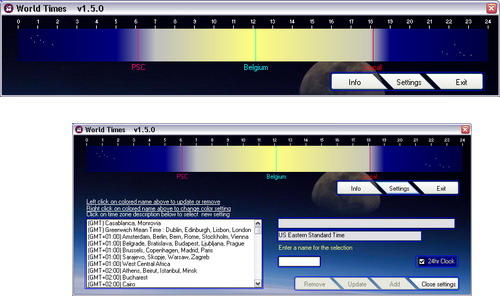 World Times v1.5.0
0 1 2 3 4 5 6 7 8 9 10 11 12 13 14 15 16 17 18 19 20 21 22 23 24
PSC Belgium Local
Info Settings Exit
World Times v1.5.0
0 1 2 3 4 5 6 7 8 9 10 11 12 13 14 15 16 17 18 19 20 21 22 23 24
PSC Belgium Local
Info Settings Exit
Left click on colored name above to update or remove
Right click on colored name above to change color setting
Click on time zone description below to select new setting
(GMT) Casablanca, Monrovia
(GMT) Greenwich Mean Time : Dublin, Edinburgh, Lisbon, London
(GMT+01:00) Amsterdam, Berlin, Bern, Rome, Stockholm, Vienna
(GMT+01:00) Belgrade, Bratislava, Budapest, Ljubljana, Prague
(GMT+01:00) Brussels, Copenhagen, Madrid, Paris
(GMT+01:00) Sarajevo, Skopje, Warsaw, Zagreb
(GMT+01:00) West Central Africa
(GMT+02:00) Athens, Beirut, Istanbul, Minsk
(GMT+02:00) Bucharest
(GMT+02:00) Cairo
US Eastern Standard Time
Enter a name for the selection
24hr Clock
Remove Update Add Close settings